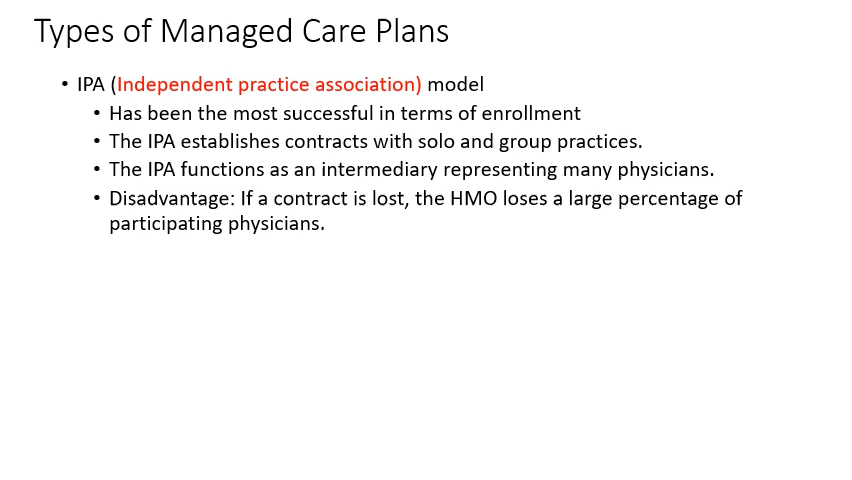 Types of Managed Care Plans
• IPA (Independent practice association) model
• Has been the most successful in terms of enrollment
• The IPA establishes contracts with solo and group practices.
• The IPA functions as an intermediary representing many physicians.
• Disadvantage: If a contract is lost, the HMO loses a large percentage of
participating physicians.